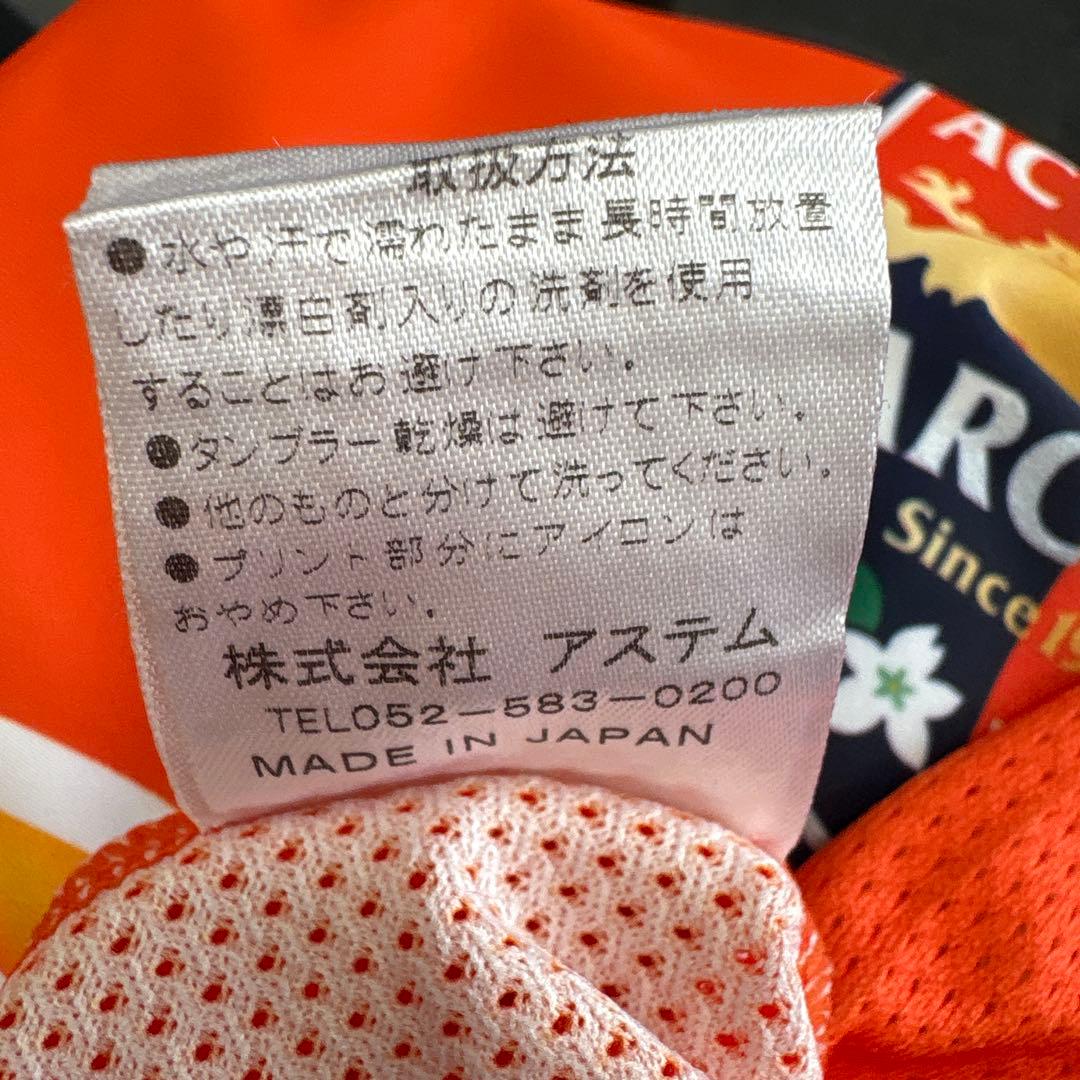 取扱方法
●水や汗で濡れたまま長時間放置
したり漂白剤入りの洗剤を使用
することはお避け下さい。
●タンブラー乾燥は避けて下さい。
●他のものと分けて洗ってください。
●プリント部分にアイロンは
おやめ下さい。
株式会社 アステム
TEL052-583-0200
MADE IN JAPAN
AC
ARC
Since
19